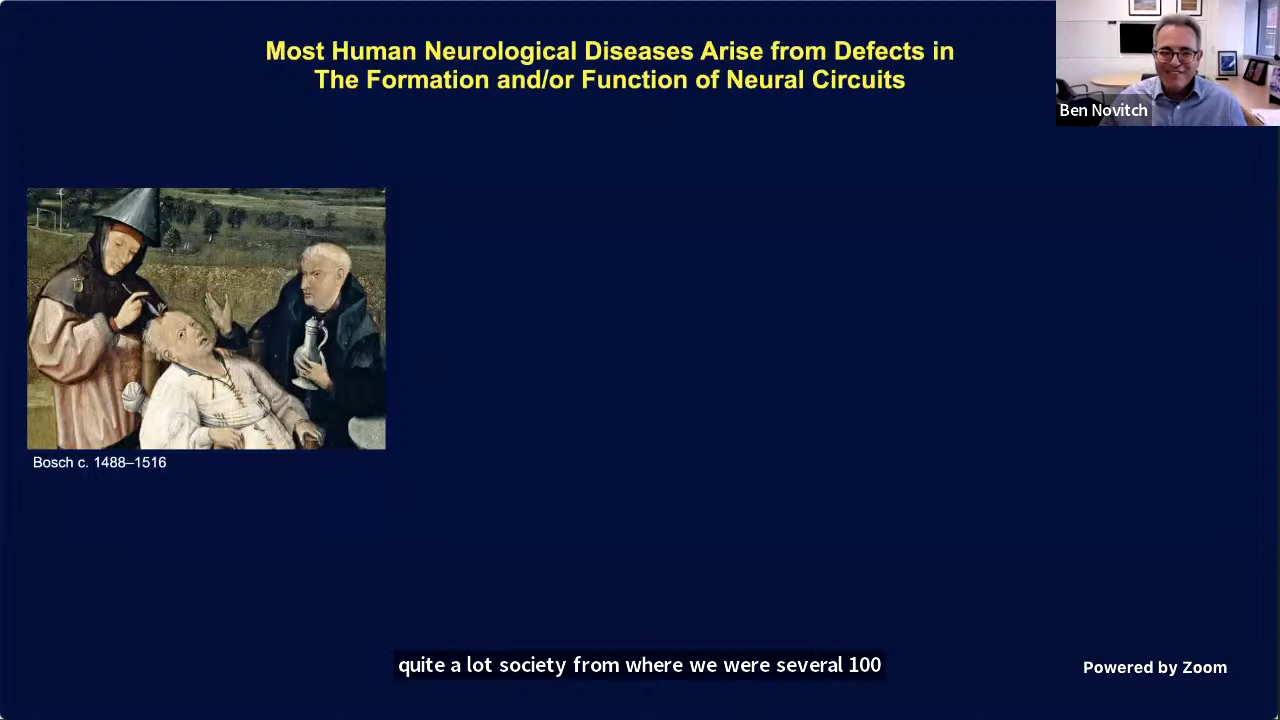 Most Human Neurological Diseases Arise from Defects in
The Formation and/or Function of Neural Circuits
Ben Novitch
Bosch c. 1488–1516
quite a lot society from where we were several 100
Powered by Zoom